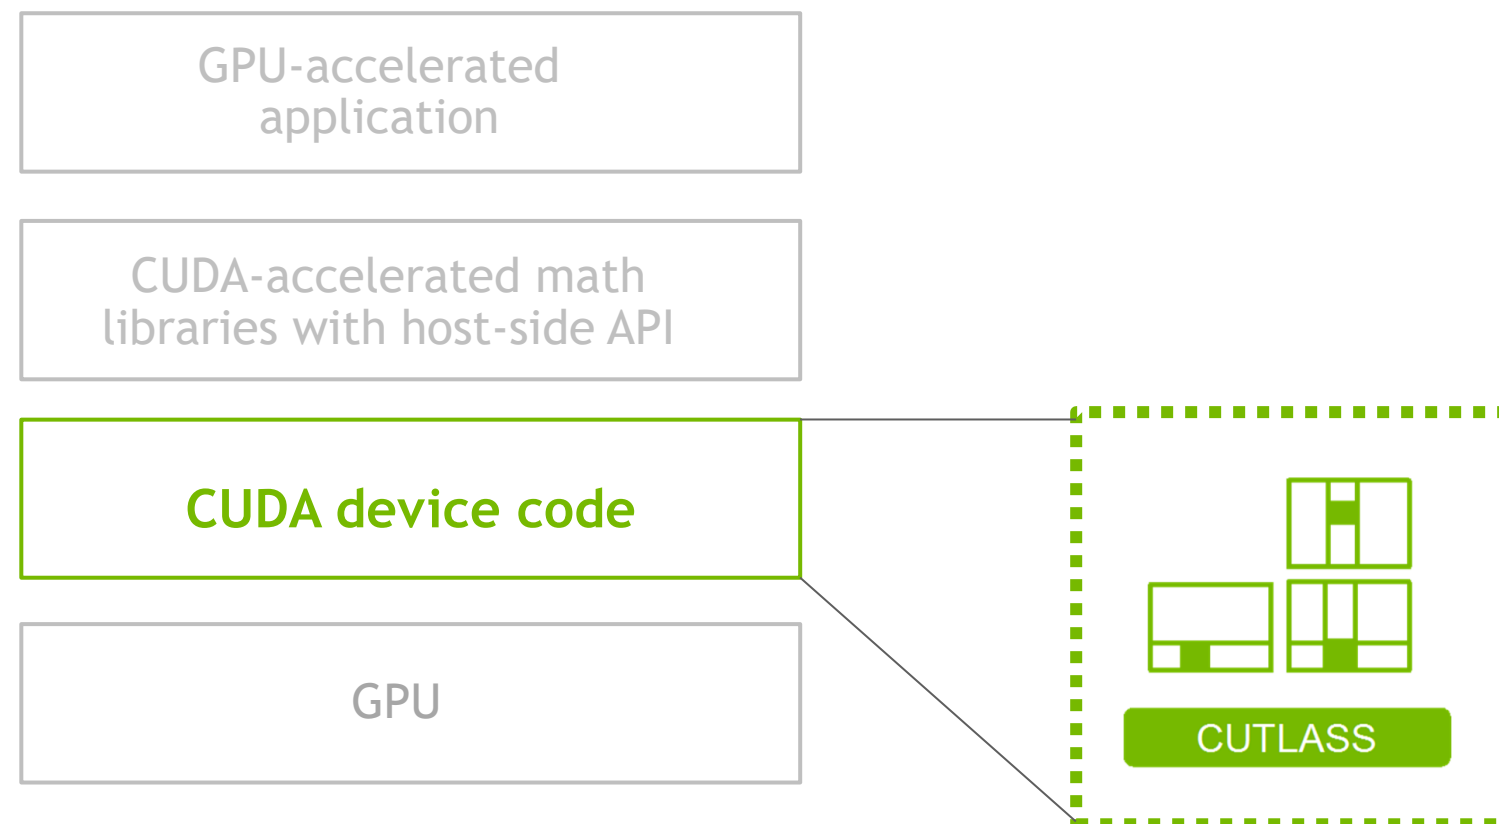 GPU-accelerated
application
CUDA-accelerated math
libraries with host-side API
CUDA device code
GPU
CUTLASS